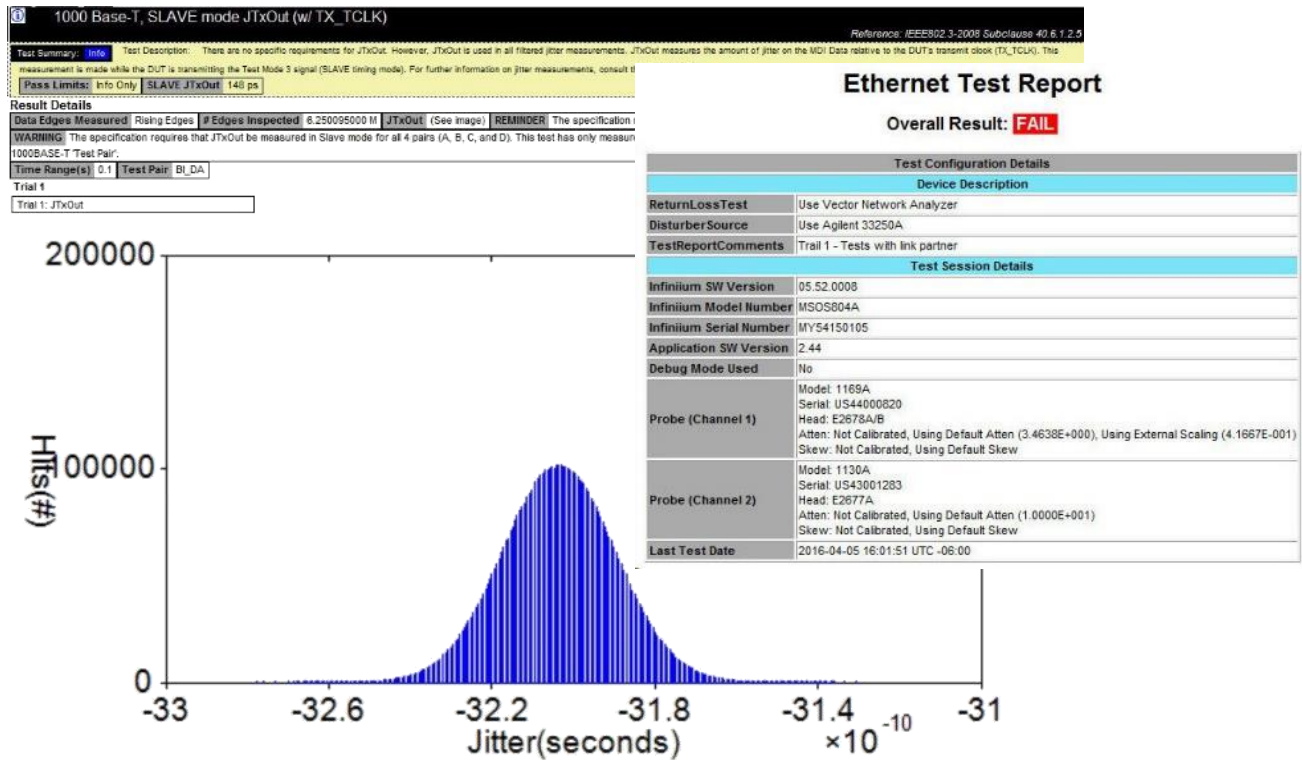 1000 Base-T, SLAVE mode JTxOut (w/ TX_TCLK)
Reference: IEEE802.3-2008 Subclause 40.6.1.2.5
Test Summary: Info Test Description: There are no specific requirements for JTxOut. However, JTxOut is used in all filtered jitter measurements. JTxOut measures the amount of jitter on the MDI Data relative to the DUT's transmit clock (TX_TCLK). This
measurement is made while the DUT is transmitting the Test Mode 3 signal (SLAVE timing mode). For further information on jitter measurements, consult
Pass Limits: Info Only SLAVE JTxOut 148 ps
Result Details
Data Edges Measured Rising Edges # Edges Inspected 6.250095000 M JTxOut (See image) REMINDER The specification
WARNING The specification requires that JTxOut be measured in Slave mode for all 4 pairs (A, B, C, and D). This test has only
1000BASE-T 'Test Pair'.
Time Range(s) 0.1 Test Pair BI_DA
Trial 1
Trial 1: JTxOut
Ethernet Test Report
Overall Result: FAIL
Test Configuration Details
Device Description
ReturnLossTest Use Vector Network Analyzer
DisturberSource Use Agilent 33250A
TestReportComments Trail 1 - Tests with link partner
Test Session Details
Infiniium SW Version 05.52.0008
Infiniium Model Number MSOS804A
Infiniium Serial Number MY54150105
Application SW Version 2.44
Debug Mode Used No
Probe (Channel 1) Model: 1169A
Serial: US44000820
Head: E2678A/B
Atten: Not Calibrated, Using Default Atten (3.4638E+000), Using External Scaling (4.1667E-001)
Skew: Not Calibrated, Using Default Skew
Probe (Channel 2) Model: 1130A
Serial: US43001283
Head: E2677A
Atten: Not Calibrated, Using Default Atten (1.0000E+001)
Skew: Not Calibrated, Using Default Skew
Last Test Date 2016-04-05 16:01:51 UTC -06:00
200000
100000
0
Hits(#)
-33 -32.6 -32.2 -31.8 -31.4 -31
Jitter(seconds) ×10 -10